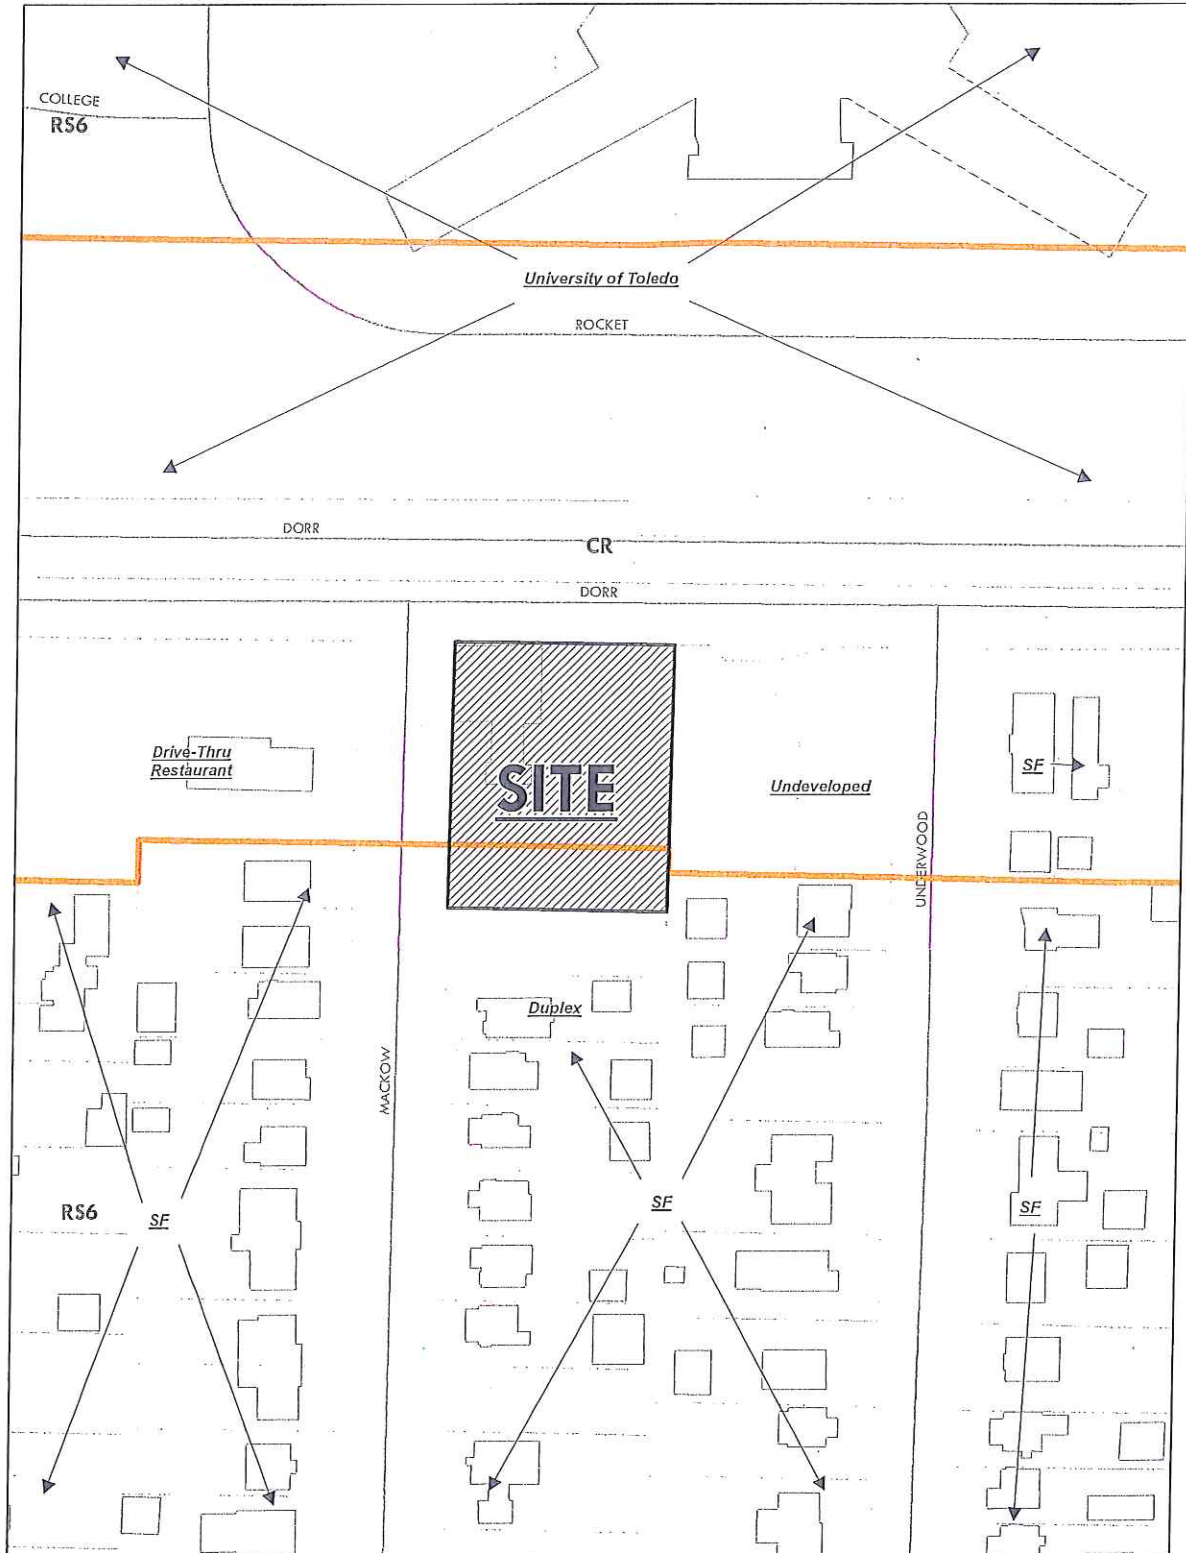 COLLEGE
RS6
University of Toledo
ROCKET
DORR
CR
DORR
Drive-Thru
Restaurant
SITE
Undeveloped
SF
UNDERWOOD
Duplex
MACKOW
RS6
SF
SF
SF